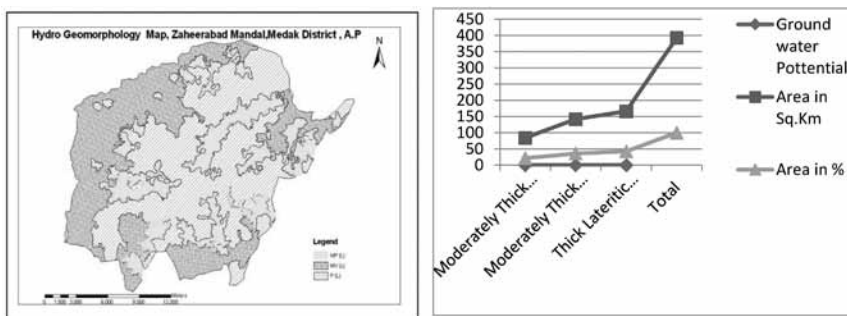 Hydro Geomorphology Map, Zaheerabad Mandal,Medak District , A.P
N
Legend
450
400
350
300
250
200
150
100
50
0
Moderately Thick...
Moderately Thick...
Thick Lateritic...
Total
Ground
water
Pottential
Area in
Sq.Km
Area in %